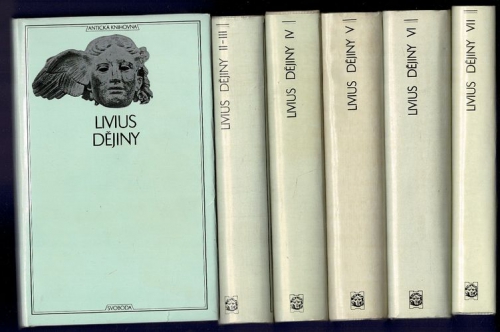 ANTICKÁ KNIHOVNA
LIVIUS
DĚJINY
SVOBODA
LIVIUS DĚJINY II-III
LIVIUS DĚJINY IV
LIVIUS DĚJINY V
LIVIUS DĚJINY VI
LIVIUS DĚJINY VII